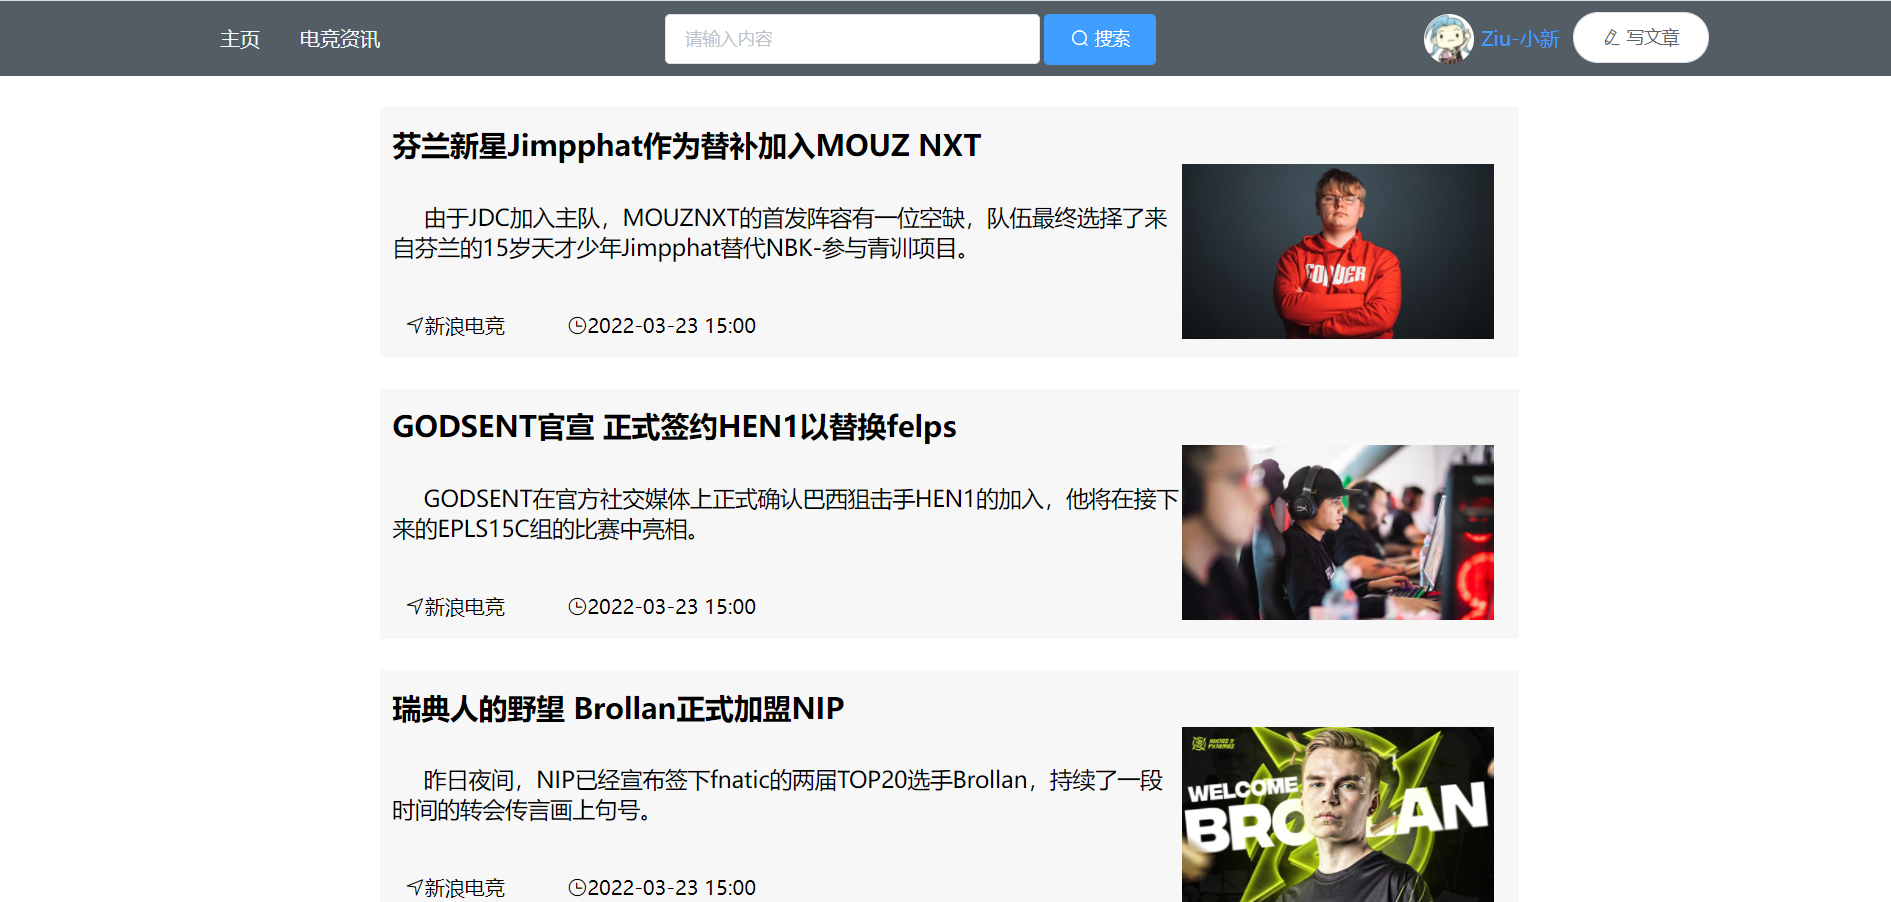 主页
电竞资讯
请输入内容
搜索
Ziu-小新
写文章
芬兰新星Jimpphat作为替补加入MOUZ NXT
由于JDC加入主队，MOUZNXT的首发阵容有一位空缺，队伍最终选择了来
自芬兰的15岁天才少年Jimpphat替代NBK-参与青训项目。
新浪电竞
2022-03-23 15:00
GODSENT官宣 正式签约HEN1以替换felps
GODSENT在官方社交媒体上正式确认巴西狙击手HEN1的加入，他将在接下
来的EPLS15C组的比赛中亮相。
新浪电竞
2022-03-23 15:00
瑞典人的野望 Brollan正式加盟NIP
昨日夜间，NIP已经宣布签下fnatic的两届TOP20选手Brollan，持续了一段
时间的转会传言画上句号。
新浪电竞
2022-03-23 15:00
WELCOME